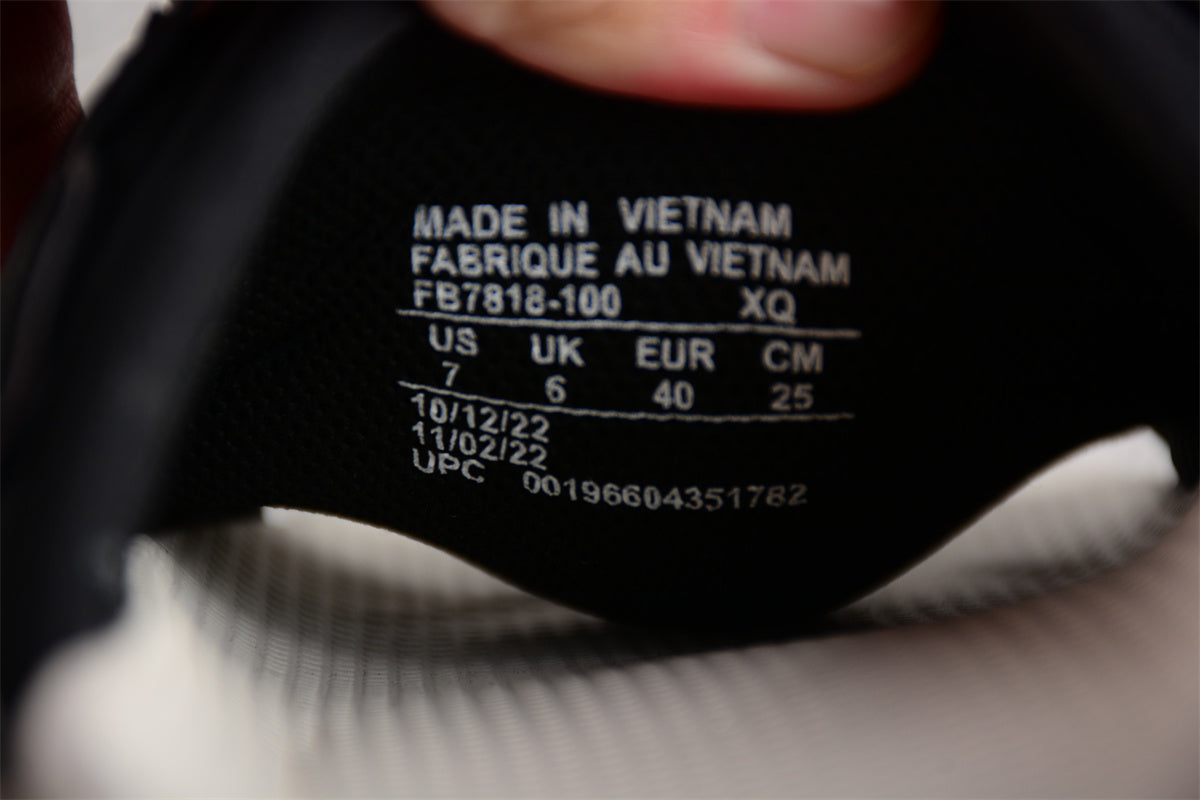 MADE IN VIETNAM
FABRIQUE AU VIETNAM
FB7818-100 XQ
US UK EUR CM
7 6 40 25
10/12/22
11/02/22
UPC 00196604351782